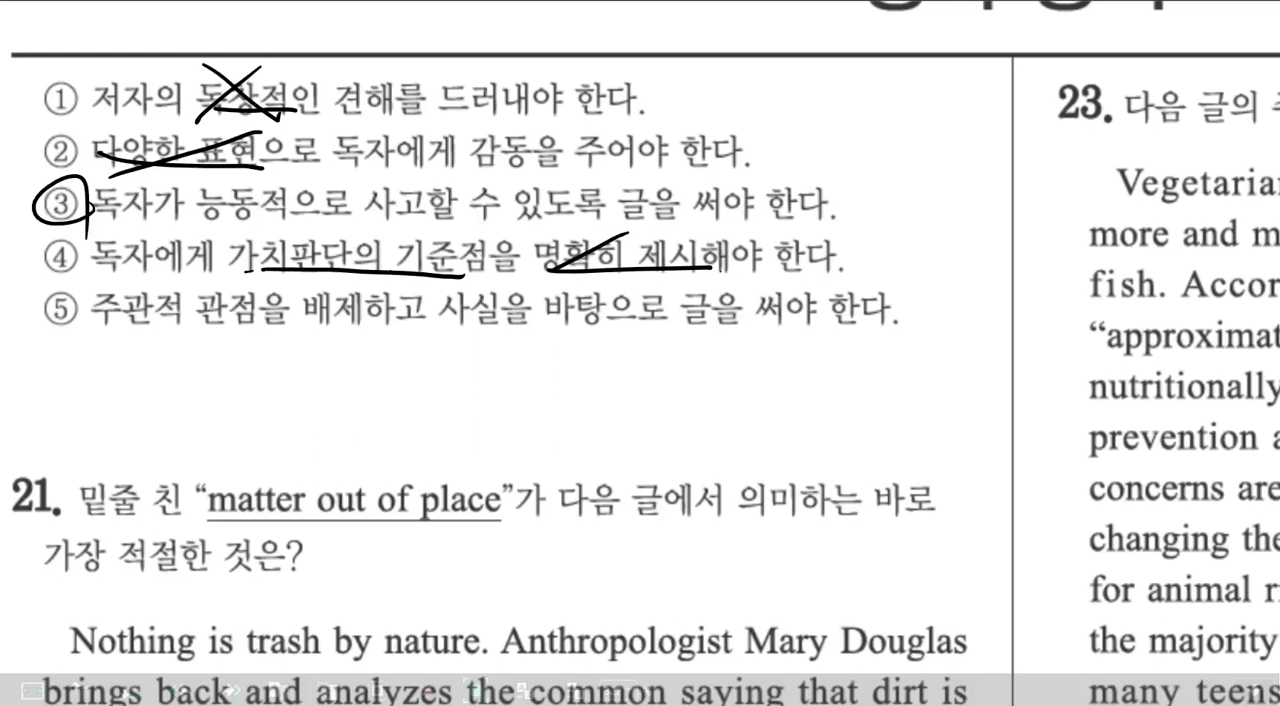 ① 저자의 독창적인 견해를 드러내야 한다.
② 다양한 표현으로 독자에게 감동을 주어야 한다.
③ 독자가 능동적으로 사고할 수 있도록 글을 써야 한다.
④ 독자에게 가치판단의 기준점을 명확히 제시해야 한다.
⑤ 주관적 관점을 배제하고 사실을 바탕으로 글을 써야 한다.
21. 밑줄 친 “matter out of place”가 다음 글에서 의미하는 바로
가장 적절한 것은?
Nothing is trash by nature. Anthropologist Mary Douglas
brings back and analyzes the common saying that dirt is
23. 다음 글의
more and
fish.
nutritionally
prevention
concerns are
changing
for animal
the majority
many teens